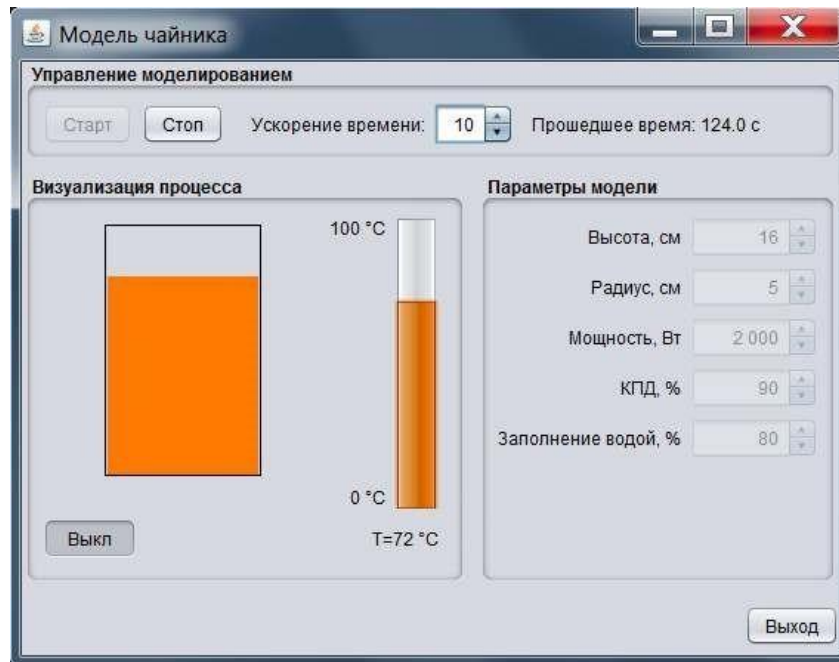 Модель чайника
Управление моделированием
Старт Стоп Ускорение времени: 10 Прошедшее время: 124.0 с
Визуализация процесса
100 °C
0 °C
Выкл T=72 °C
Параметры модели
Высота, см 16
Радиус, см 5
Мощность, Вт 2 000
КПД, % 90
Заполнение водой, % 80
Выход